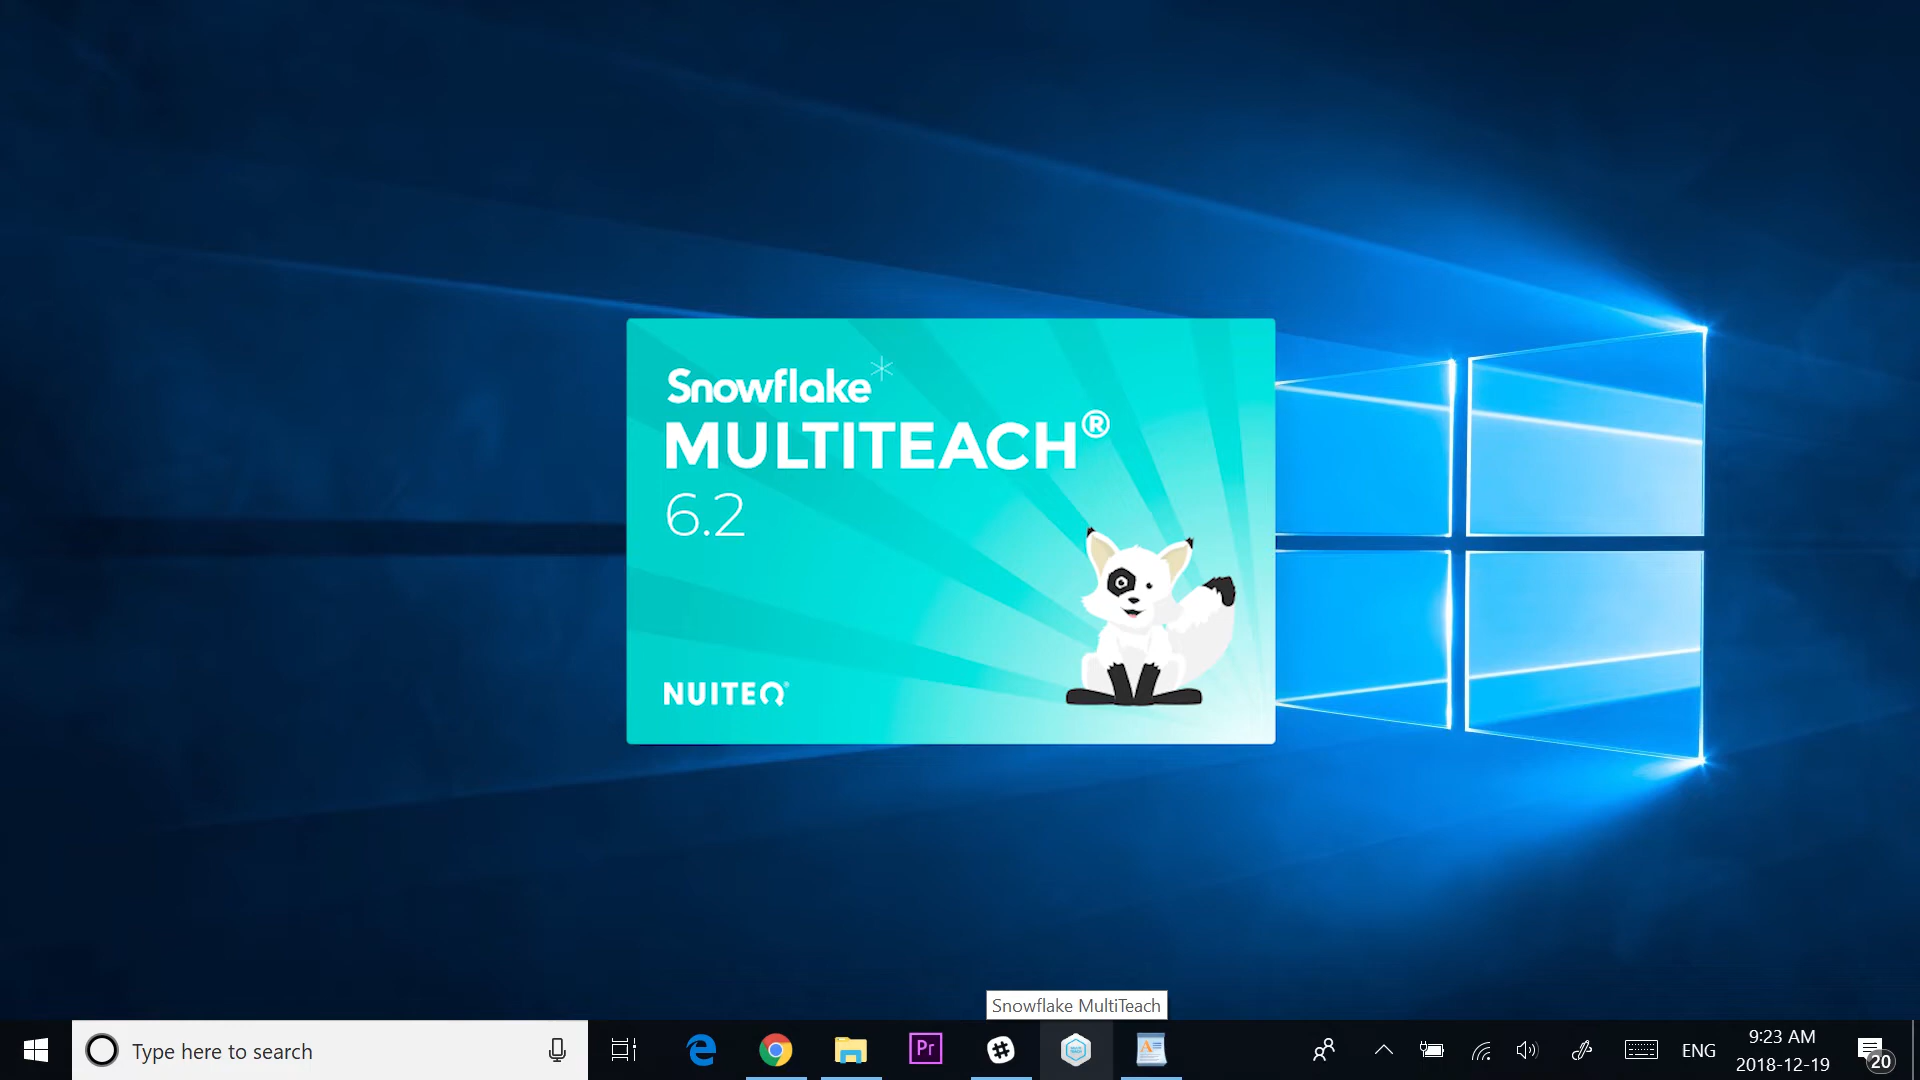 Snowflake
MULTITEACH®
6.2
NUITEQ®
Snowflake MultiTeach
Type here to search
Pr
ENG
9:23 AM
2018-12-19
20